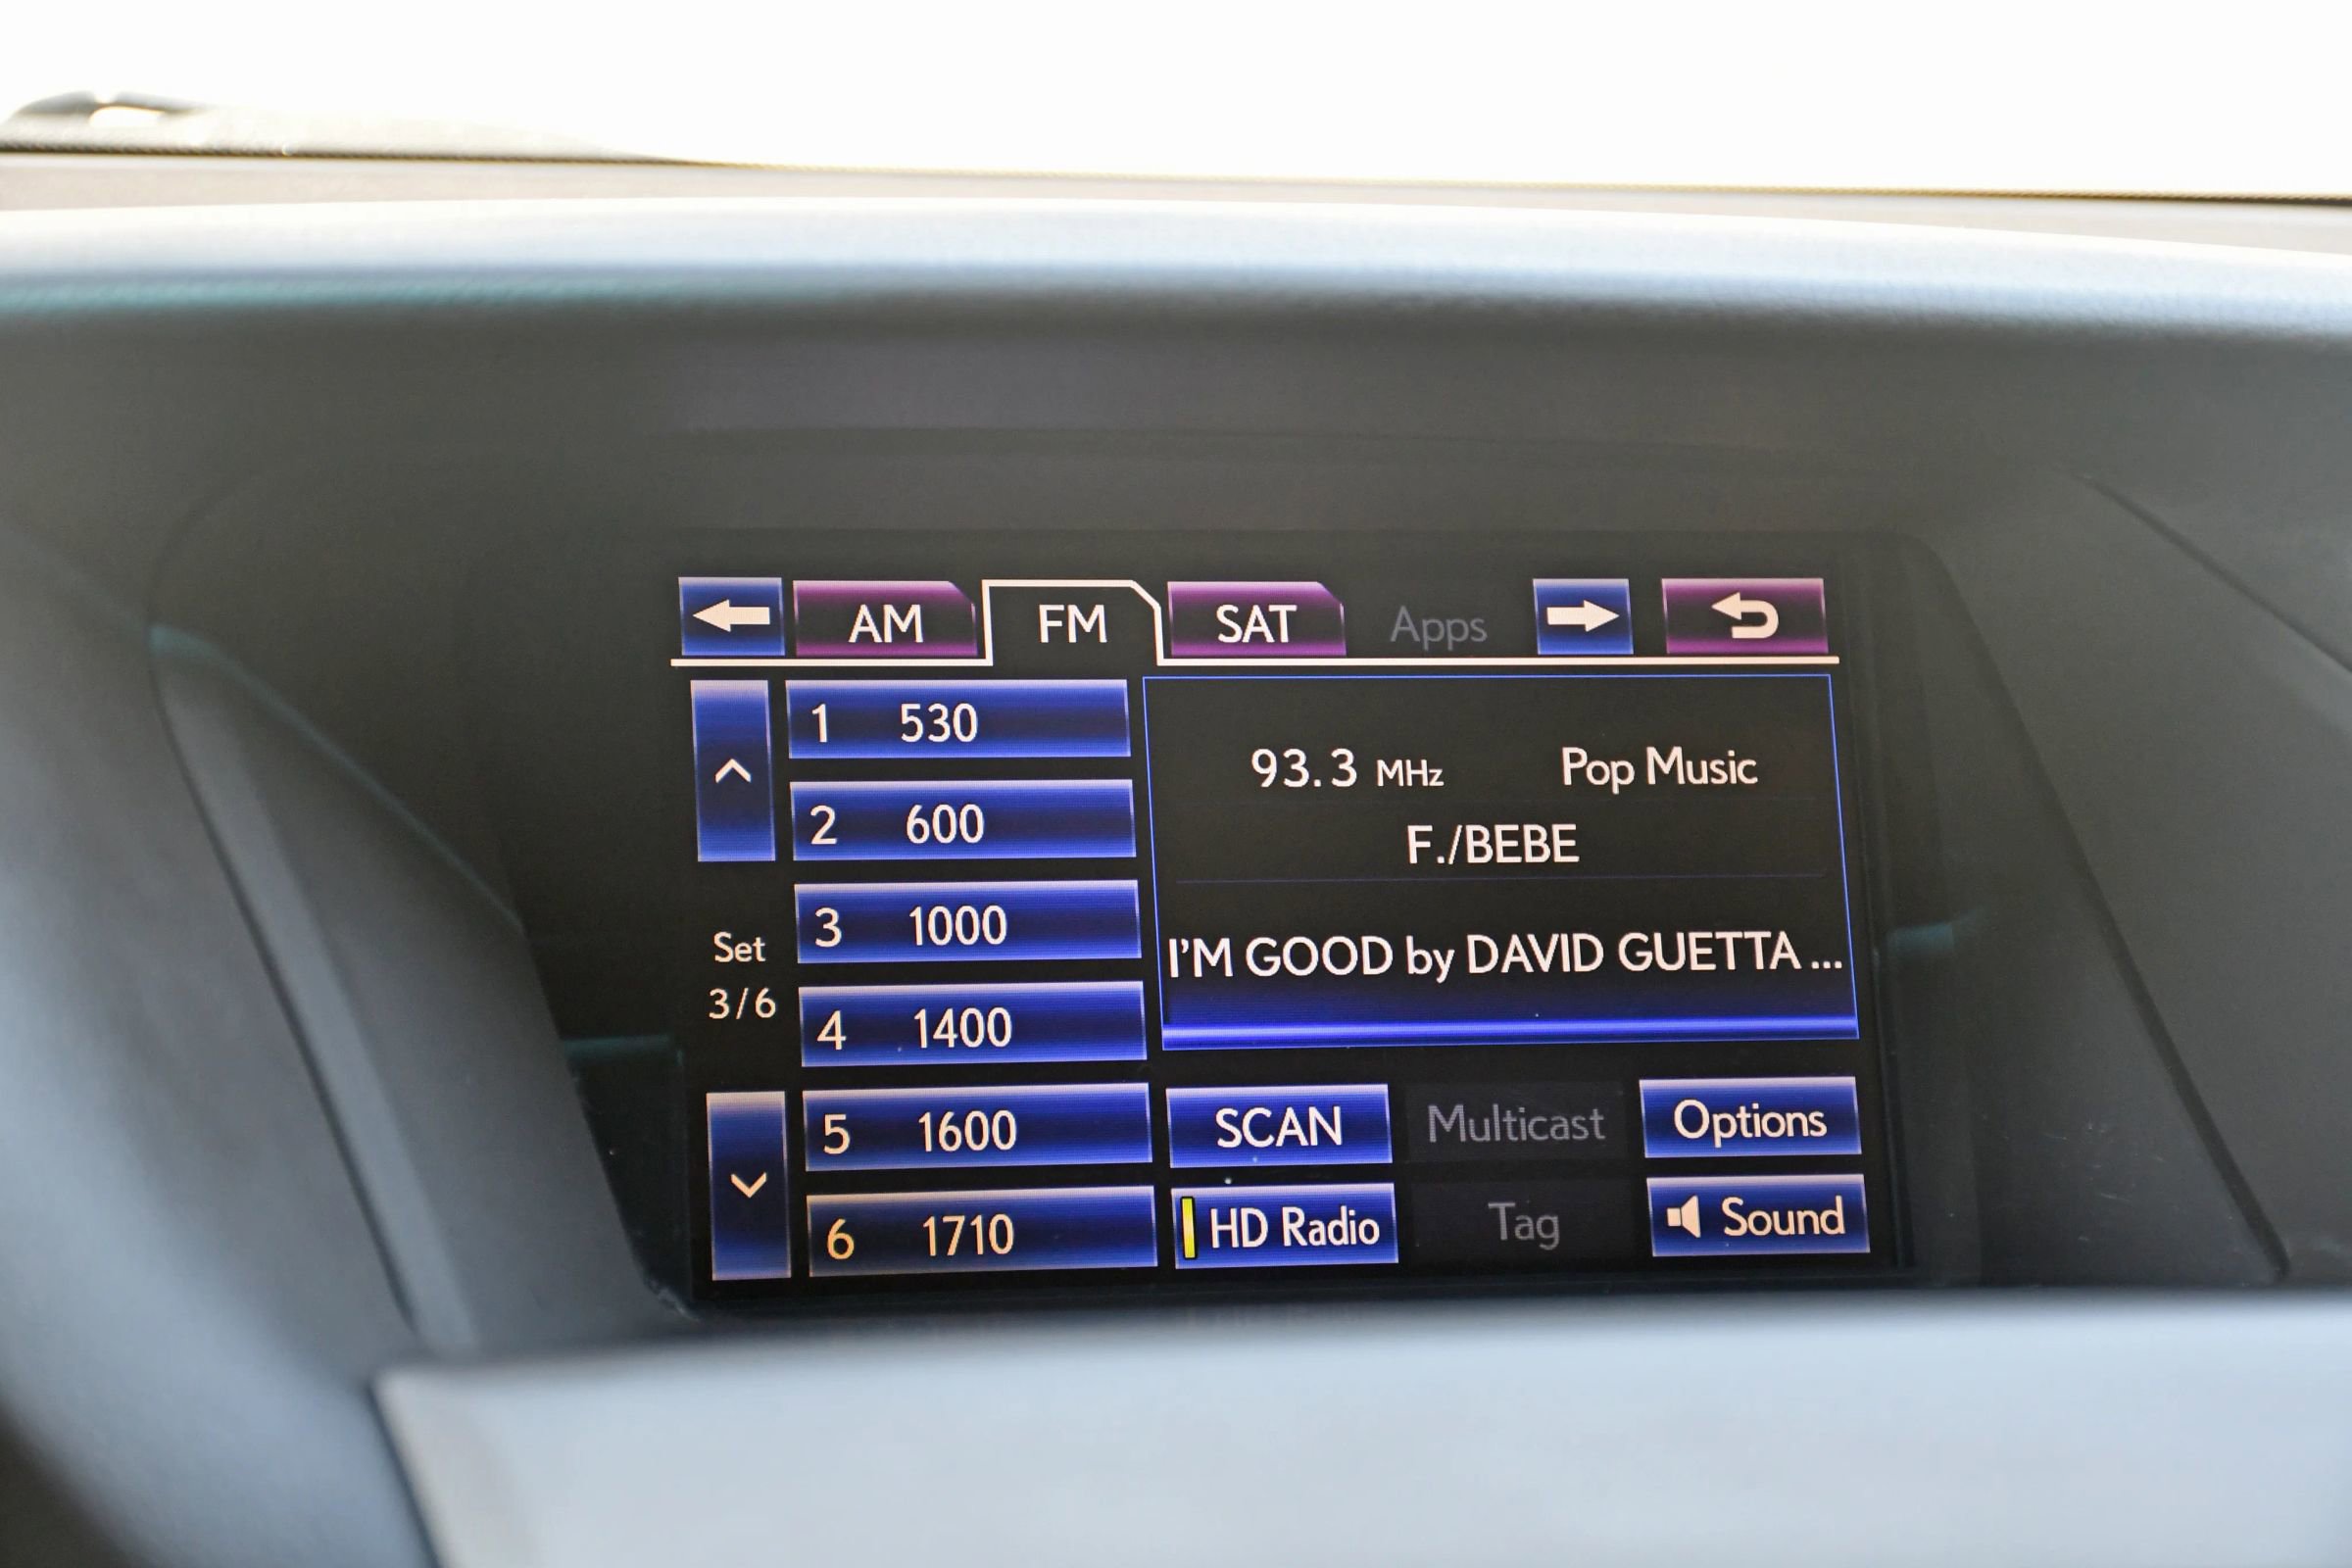 AM FM SAT Apps
1 530
2 600
3 1000
4 1400
5 1600
6 1710
Set
3/6
93.3 MHz Pop Music
F./BEBE
I'M GOOD by DAVID GUETTA ...
SCAN Multicast Options
HD Radio Tag Sound